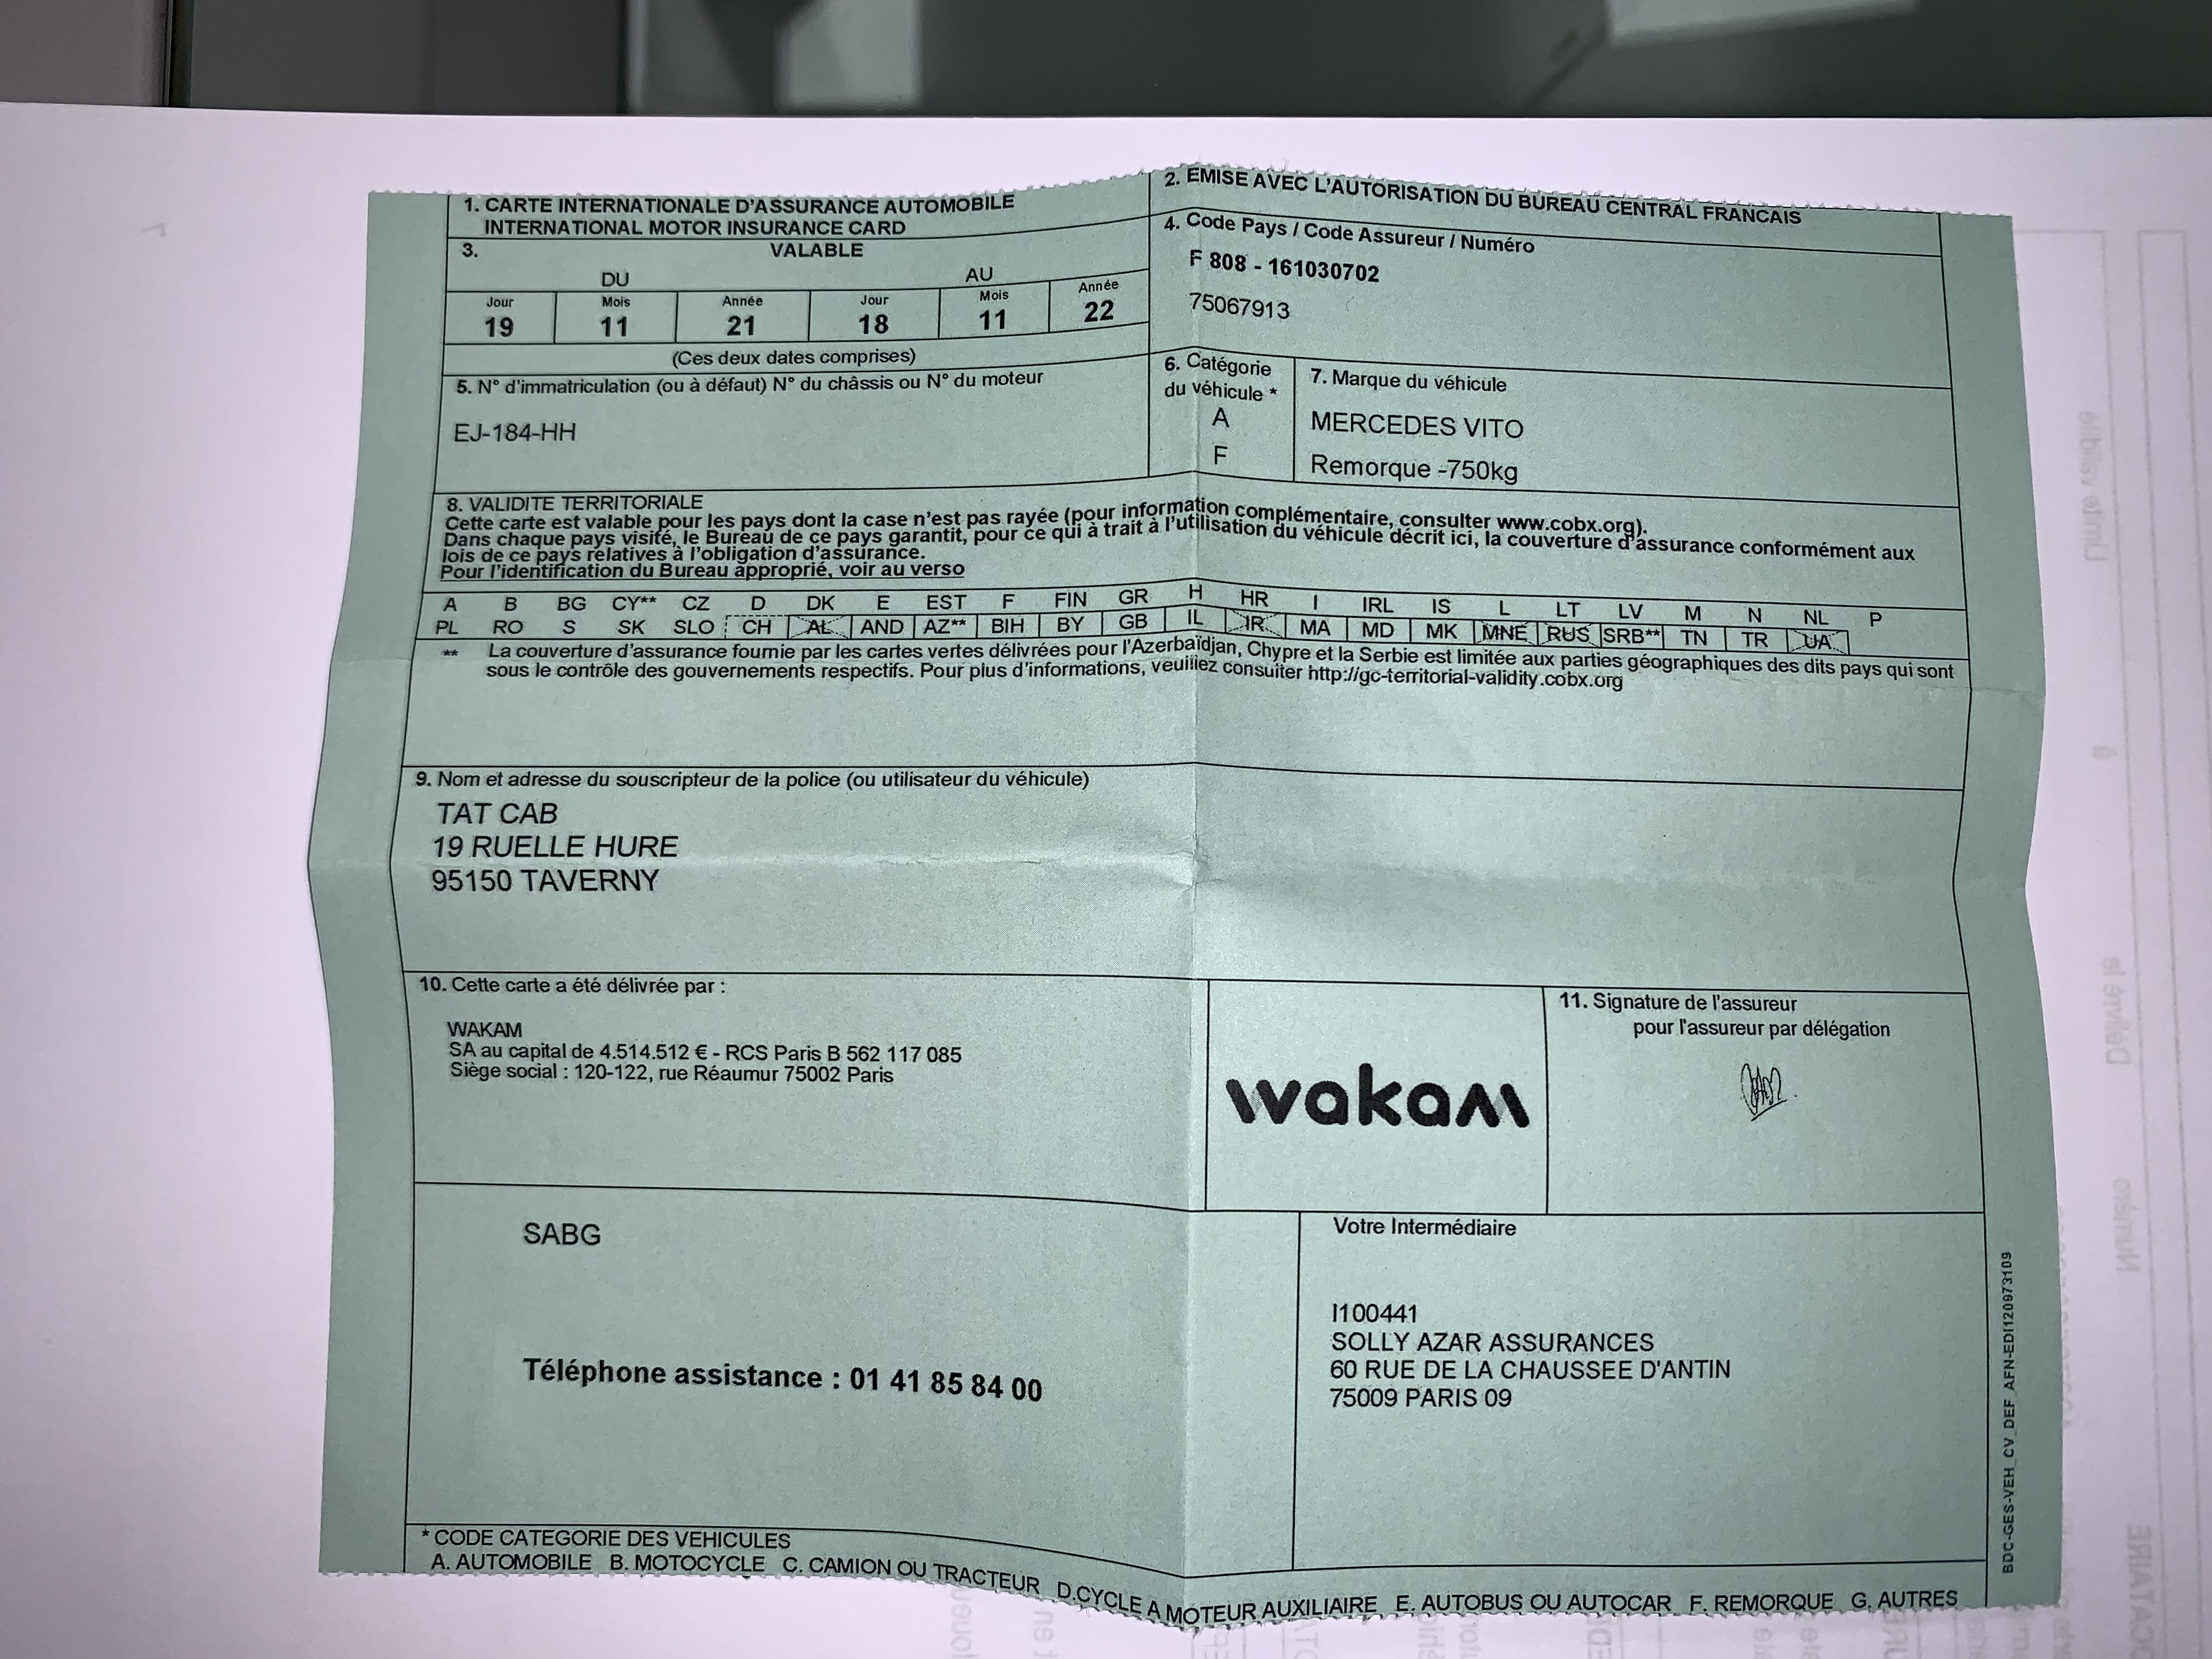 1. CARTE INTERNATIONALE D'ASSURANCE AUTOMOBILE
INTERNATIONAL MOTOR INSURANCE CARD
2. EMISE AVEC L'AUTORISATION DU BUREAU CENTRAL FRANCAIS
3. VALABLE
DU AU
Jour Mois Année Jour Mois Année
19 11 21 18 11 22
(Ces deux dates comprises)
4. Code Pays / Code Assureur / Numéro
F 808 - 161030702
75067913
5. N° d'immatriculation (ou à défaut) N° du châssis ou N° du moteur
EJ-184-HH
6. Catégorie
du véhicule *
A
F
7. Marque du véhicule
MERCEDES VITO
Remorque -750kg
8. VALIDITE TERRITORIALE
Cette carte est valable pour les pays dont la case n'est pas rayée (pour information complémentaire, consulter www.cobx.org).
Dans chaque pays visité, le Bureau de ce pays garantit, pour ce qui à trait à l'utilisation du véhicule décrit ici, la couverture d'assurance conformément aux
lois de ce pays relatives à l'obligation d'assurance.
Pour l'identification du Bureau approprié, voir au verso
A B BG CY** CZ D DK E EST F FIN GR H HR I IRL IS L LT LV M N NL P
PL RO S SK SLO CH AL AND AZ** BIH BY GB IL IR MA MD MK MNE RUS SRB** TN TR UA
** La couverture d'assurance fournie par les cartes vertes délivrées pour l'Azerbaïdjan, Chypre et la Serbie est limitée aux parties géographiques des dits pays qui sont
sous le contrôle des gouvernements respectifs. Pour plus d'informations, veuillez consulter http://gc-territorial-validity.cobx.org
9. Nom et adresse du souscripteur de la police (ou utilisateur du véhicule)
TAT CAB
19 RUELLE HURE
95150 TAVERNY
10. Cette carte a été délivrée par :
WAKAM
SA au capital de 4.514.512 € - RCS Paris B 562 117 085
Siège social : 120-122, rue Réaumur 75002 Paris
wakam
11. Signature de l'assureur
pour l'assureur par délégation
SABG
Téléphone assistance : 01 41 85 84 00
Votre Intermédiaire
I100441
SOLLY AZAR ASSURANCES
60 RUE DE LA CHAUSSEE D'ANTIN
75009 PARIS 09
BDC-GES-VEH_CV_DEF_AFN-EDI120973109
* CODE CATEGORIE DES VEHICULES
A. AUTOMOBILE B. MOTOCYCLE C. CAMION OU TRACTEUR D.CYCLE A MOTEUR AUXILIAIRE E. AUTOBUS OU AUTOCAR F. REMORQUE G. AUTRES
Limite validité
Délivré le
Numéro